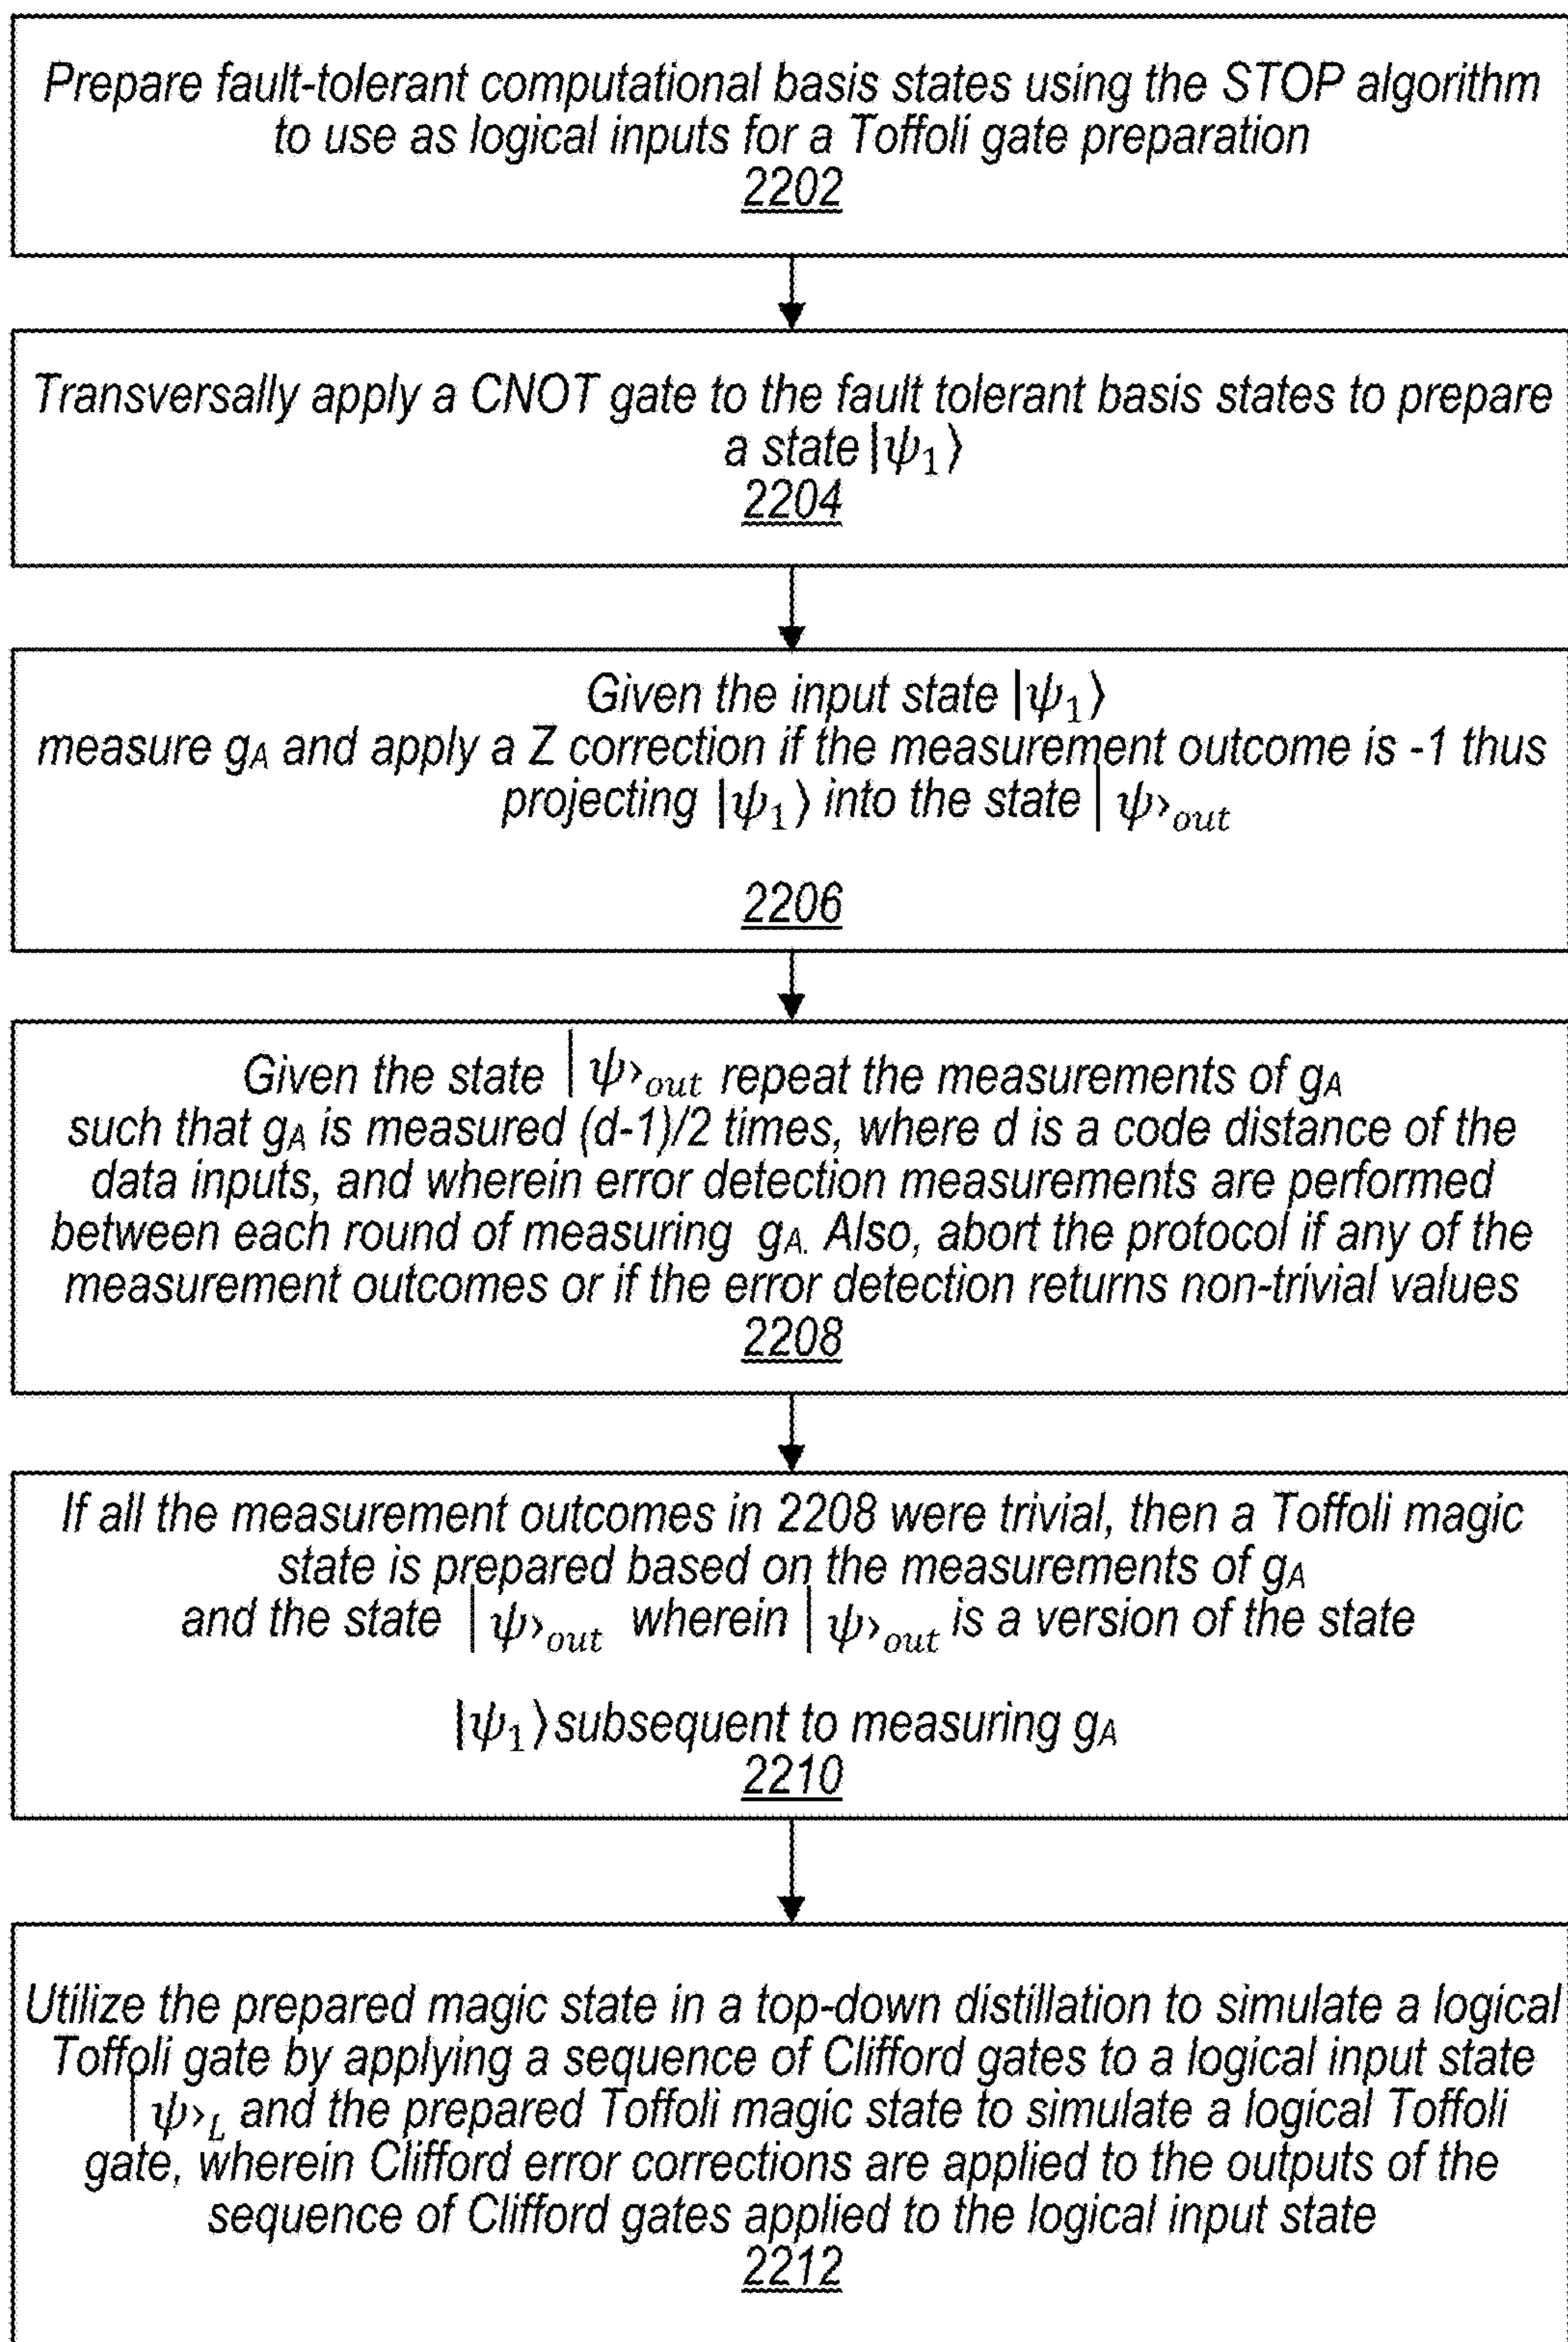 Prepare fault-tolerant computational basis states using the STOP algorithm
to use as logical inputs for a Toffoli gate preparation
2202
Transversally apply a CNOT gate to the fault tolerant basis states to prepare
a state |ψ₁⟩
2204
Given the input state |ψ₁⟩
measure gA and apply a Z correction if the measurement outcome is -1 thus
projecting |ψ₁⟩ into the state |ψ›out
2206
Given the state |ψ›out repeat the measurements of gA
such that gA is measured (d-1)/2 times, where d is a code distance of the
data inputs, and wherein error detection measurements are performed
between each round of measuring gA. Also, abort the protocol if any of the
measurement outcomes or if the error detection returns non-trivial values
2208
If all the measurement outcomes in 2208 were trivial, then a Toffoli magic
state is prepared based on the measurements of gA
and the state |ψ›out wherein |ψ›out is a version of the state
|ψ₁⟩ subsequent to measuring gA
2210
Utilize the prepared magic state in a top-down distillation to simulate a logical
Toffoli gate by applying a sequence of Clifford gates to a logical input state
|ψ›L and the prepared Toffoli magic state to simulate a logical Toffoli
gate, wherein Clifford error corrections are applied to the outputs of the
sequence of Clifford gates applied to the logical input state
2212